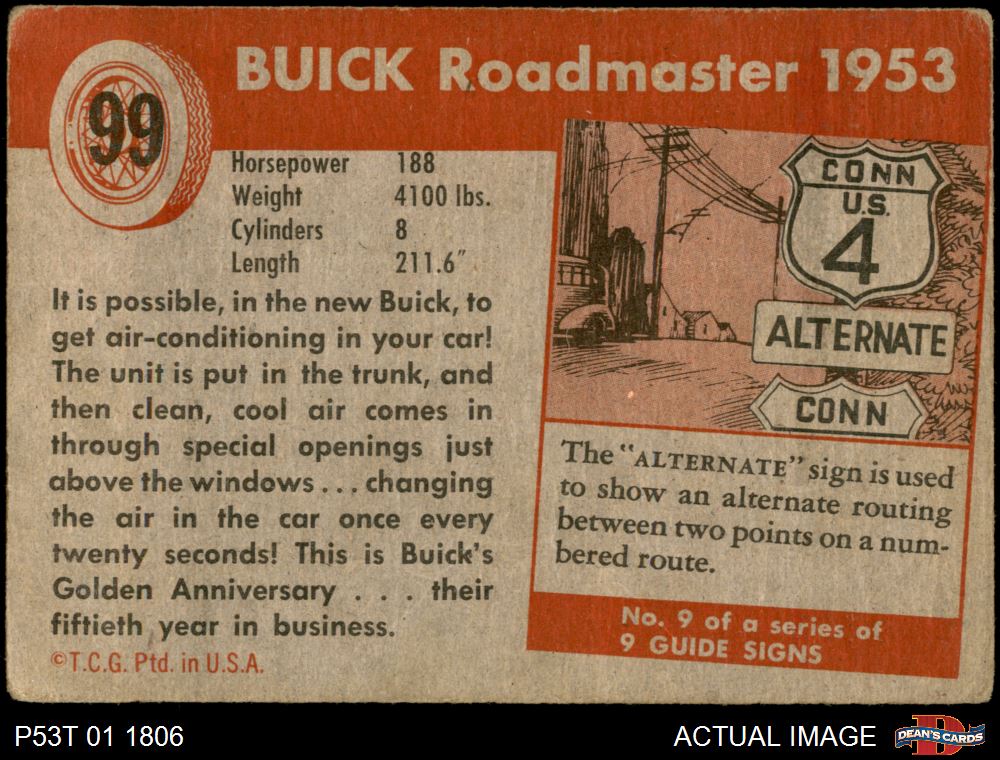 99
BUICK Roadmaster 1953
Horsepower 188
Weight 4100 lbs.
Cylinders 8
Length 211.6"
It is possible, in the new Buick, to
get air-conditioning in your car!
The unit is put in the trunk, and
then clean, cool air comes in
through special openings just
above the windows . . . changing
the air in the car once every
twenty seconds! This is Buick's
Golden Anniversary . . . their
fiftieth year in business.
©T.C.G. Ptd. in U.S.A.
CONN
U.S.
4
ALTERNATE
CONN
The "ALTERNATE" sign is used
to show an alternate routing
between two points on a num-
bered route.
No. 9 of a series of
9 GUIDE SIGNS
P53T 01 1806
ACTUAL IMAGE
D
DEAN'S CARDS